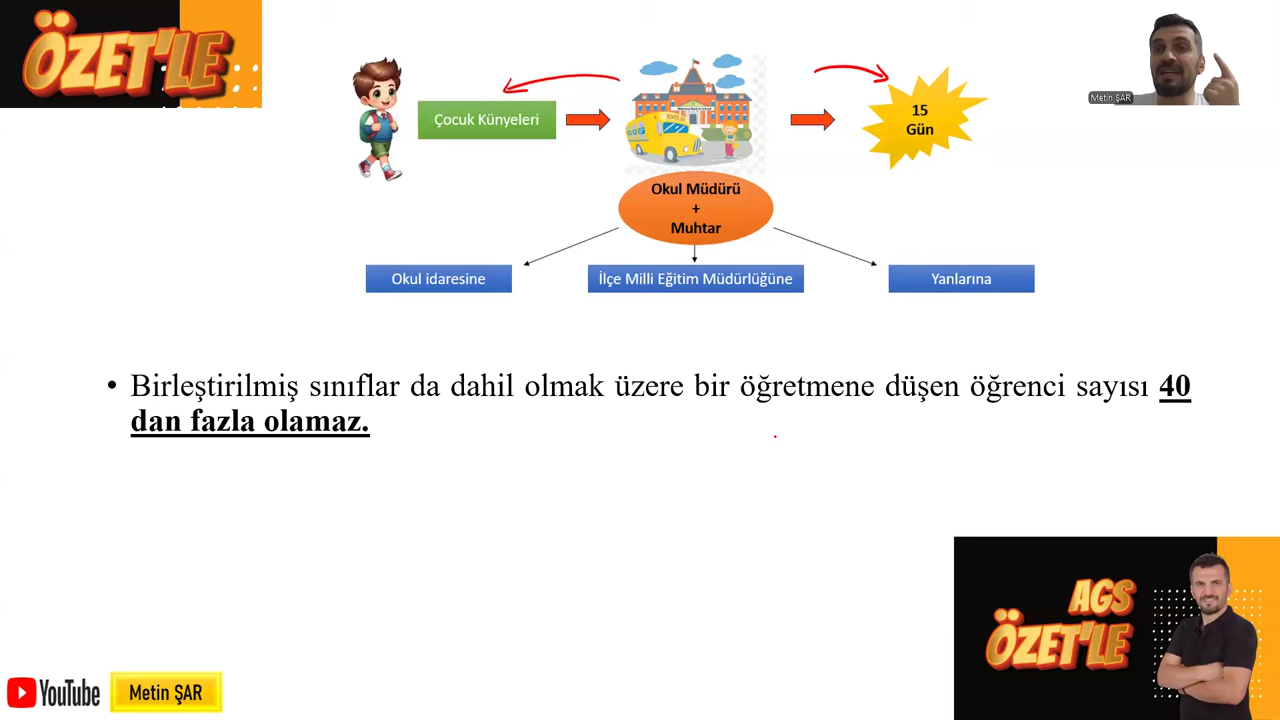 ÖZET'LE
Metin ŞAR
Çocuk Künyeleri
15
Gün
Okul Müdürü
+
Muhtar
Okul idaresine
İlçe Milli Eğitim Müdürlüğüne
Yanlarına
• Birleştirilmiş sınıflar da dahil olmak üzere bir öğretmene düşen öğrenci sayısı 40
dan fazla olamaz.
AGS
ÖZET'LE
YouTube
Metin ŞAR